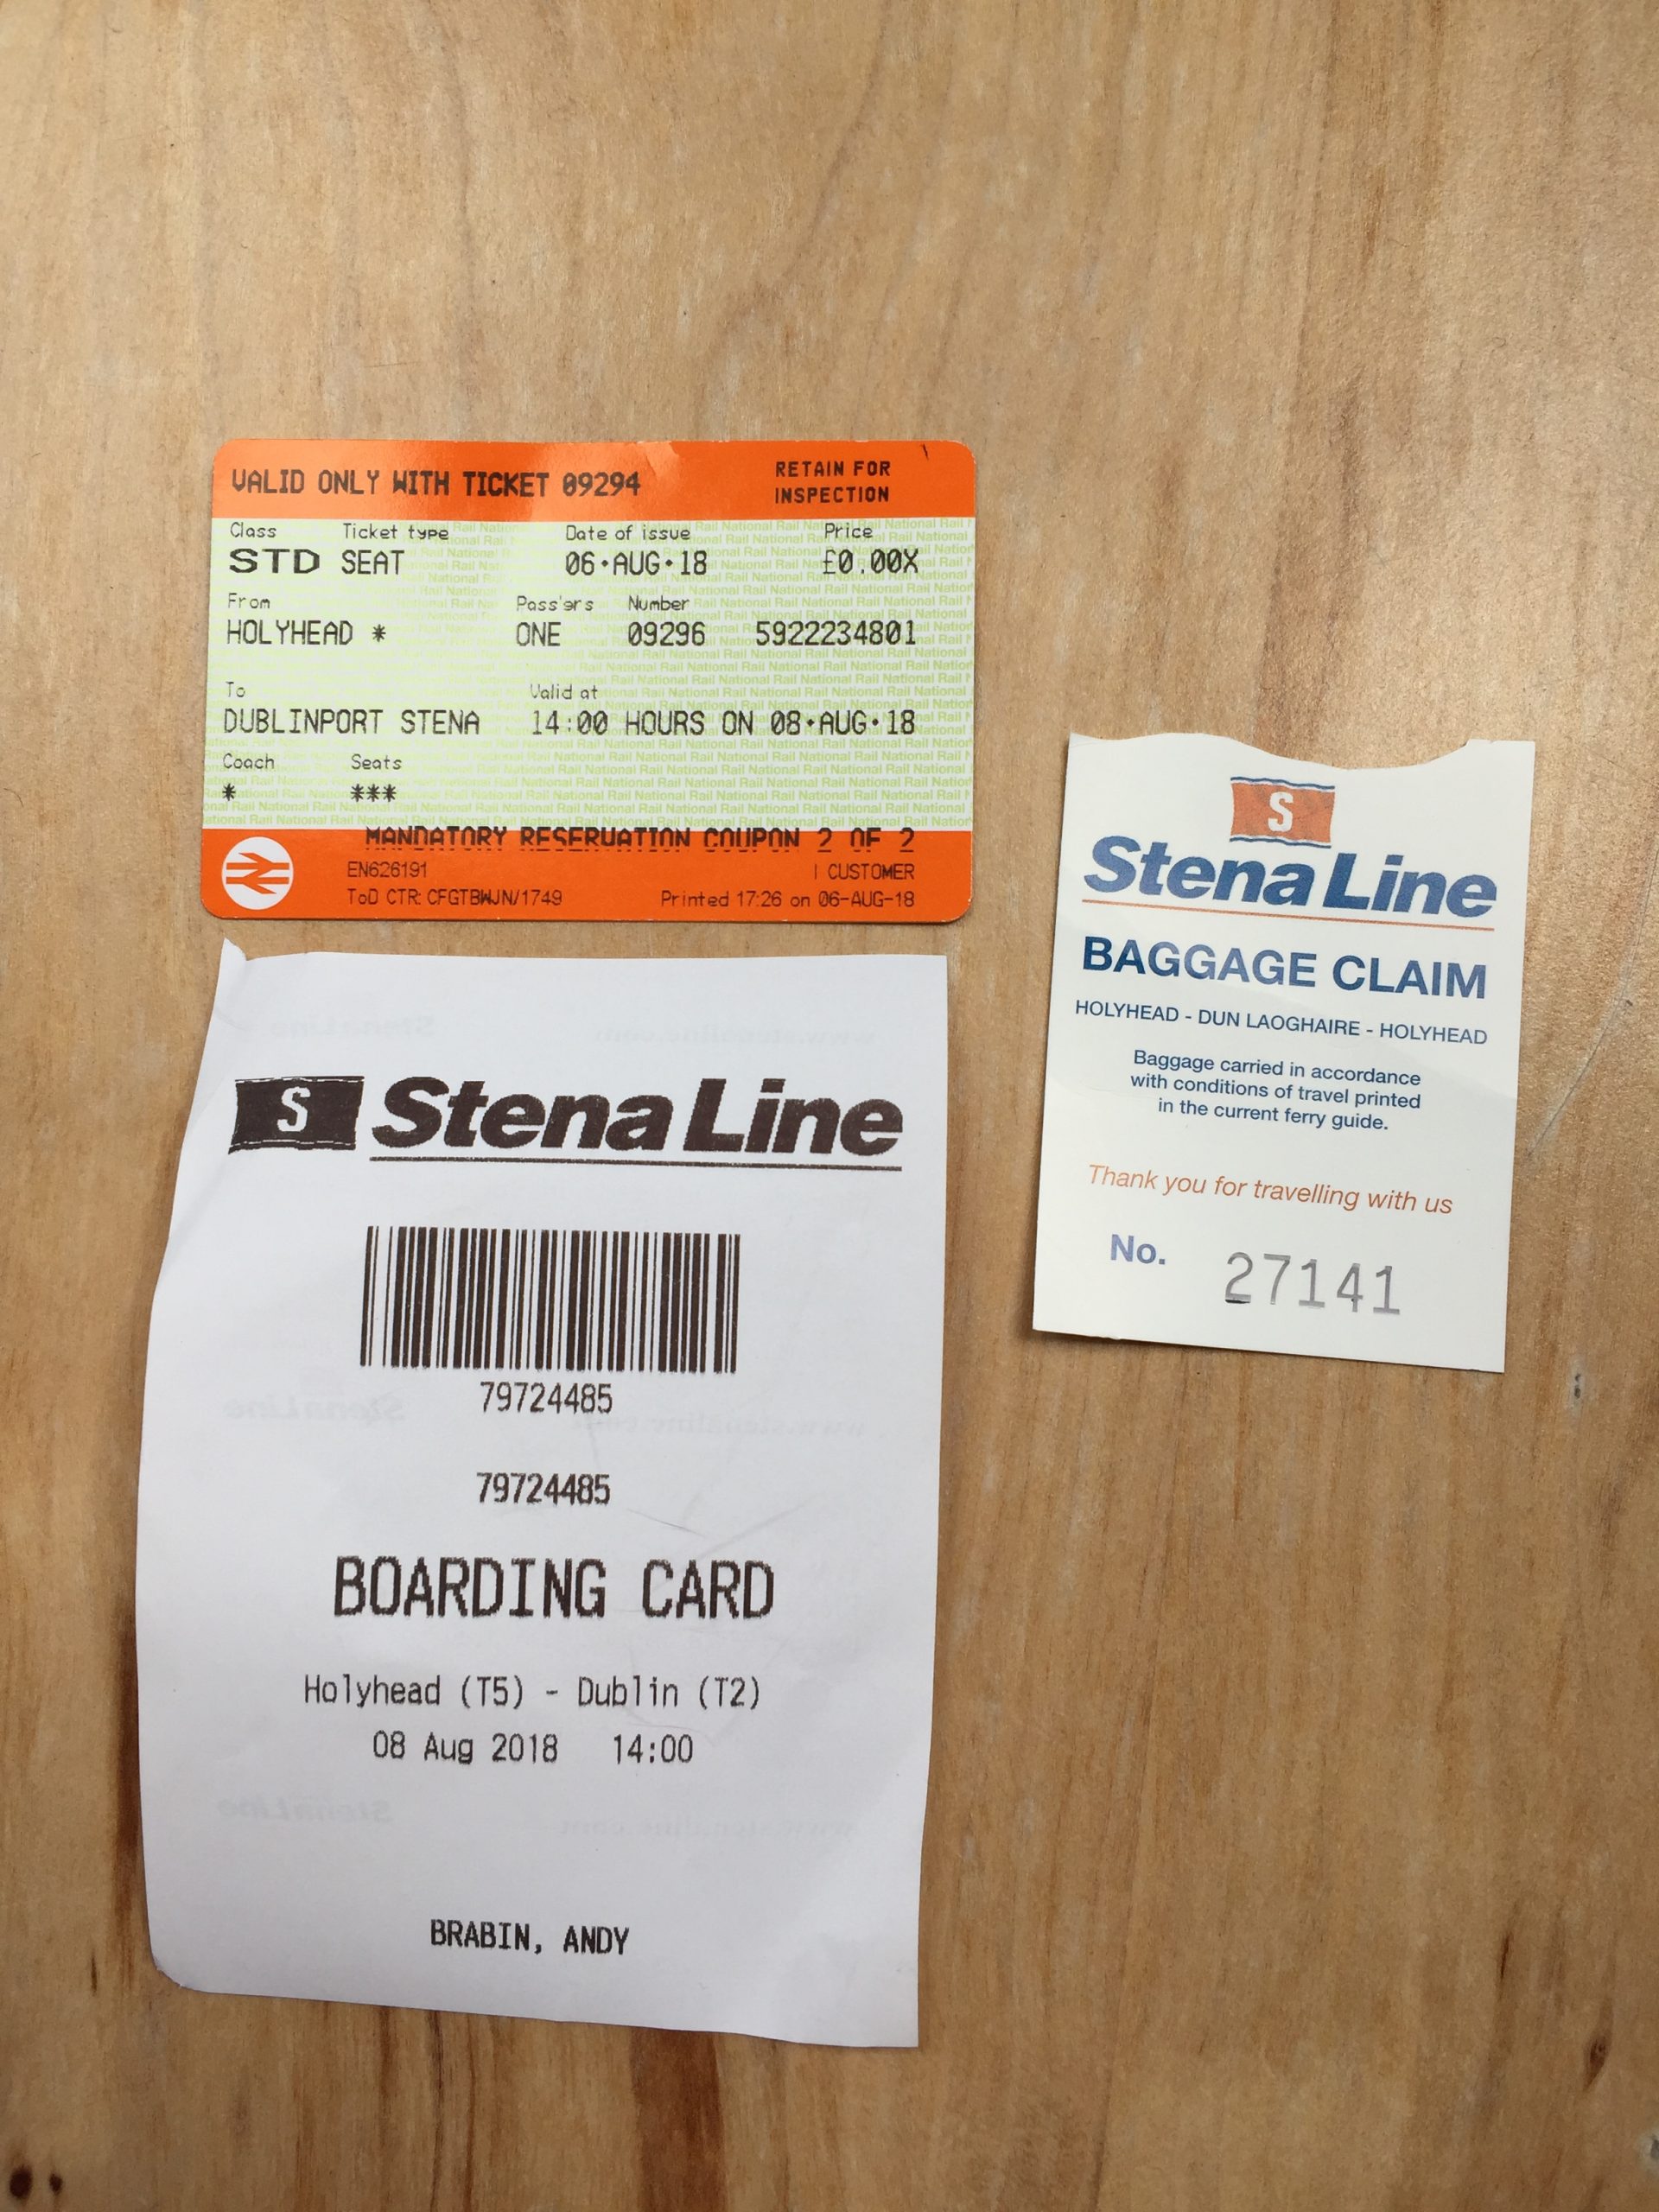 VALID ONLY WITH TICKET 09294
RETAIN FOR
INSPECTION
Class Ticket type Date of issue Price
STD SEAT 06·AUG·18 £0.00X
From Pass'ers Number
HOLYHEAD * ONE 09296 5922234801
To Valid at
DUBLINPORT STENA 14:00 HOURS ON 08·AUG·18
Coach Seats
* ***
MANDATORY RESERVATION COUPON 2 OF 2
EN626191 | CUSTOMER
ToD CTR: CFGTBWJN/1749 Printed 17:26 on 06-AUG-18
S StenaLine
79724485
79724485
BOARDING CARD
Holyhead (T5) - Dublin (T2)
08 Aug 2018 14:00
BRABIN, ANDY
S
Stena Line
BAGGAGE CLAIM
HOLYHEAD - DUN LAOGHAIRE - HOLYHEAD
Baggage carried in accordance
with conditions of travel printed
in the current ferry guide.
Thank you for travelling with us
No. 27141